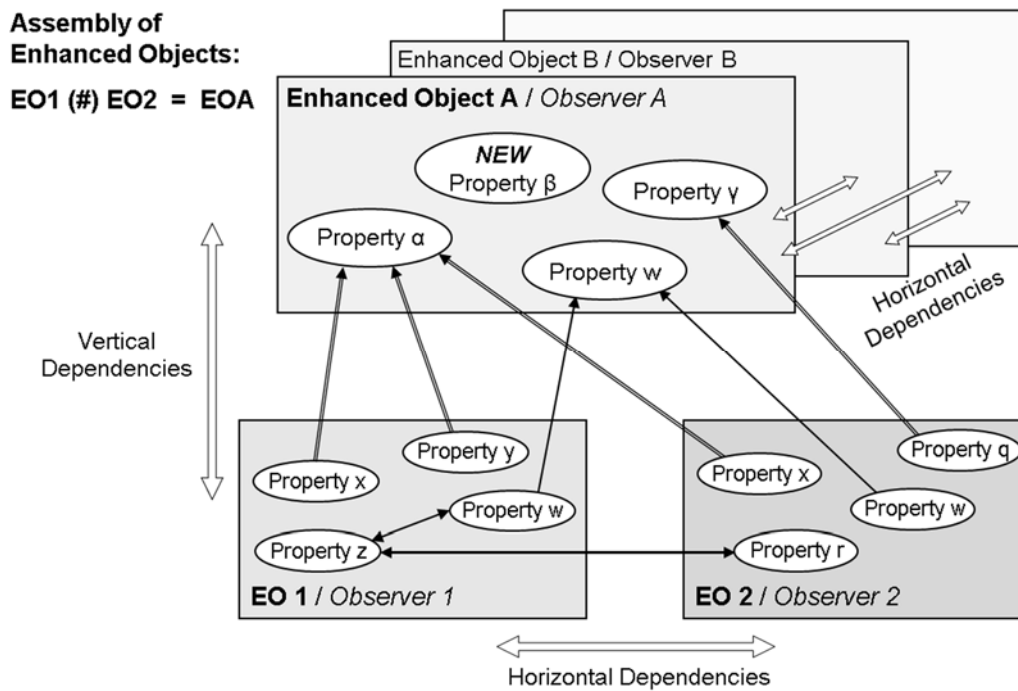 Assembly of
Enhanced Objects:
EO1 (#) EO2 = EOA
Enhanced Object B / Observer B
Enhanced Object A / Observer A
NEW
Property β
Property γ
Property α
Property w
Horizontal
Dependencies
Vertical
Dependencies
Property y
Property x
Property w
Property z
EO 1 / Observer 1
Property q
Property x
Property w
Property r
EO 2 / Observer 2
Horizontal Dependencies